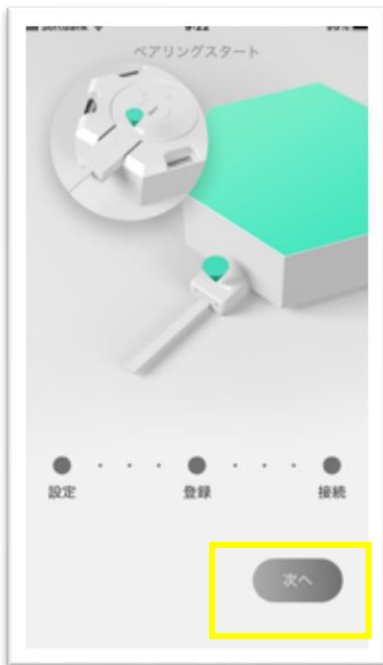 ペアリングスタート
設定
登録
接続
次へ